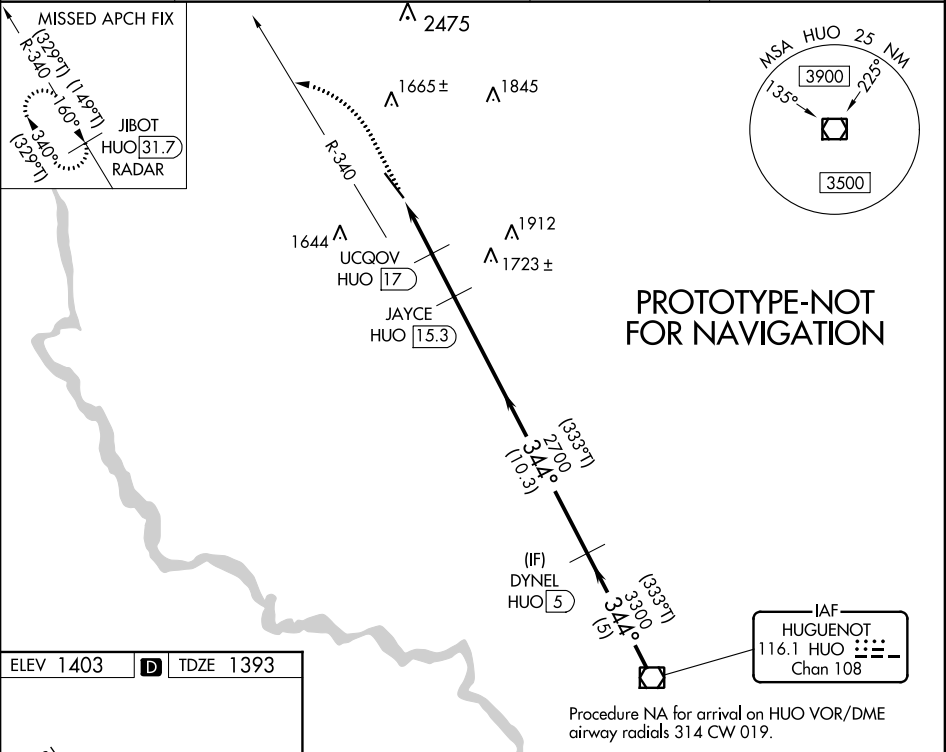 MISSED APCH FIX
(329°T)
R-340
(149°T)
160°
340°
(329°T)
JIBOT
HUO 31.7
RADAR
2475
1665±
1845
R-340
1644
1912
1723±
UCQOV
HUO 17
JAYCE
HUO 15.3
MSA HUO 25 NM
3900
135°
225°
3500
PROTOTYPE-NOT
FOR NAVIGATION
(333°T)
2700
344°
(10.3)
(IF)
DYNEL
HUO 5
(333°T)
3300
344°
(5)
IAF
HUGUENOT
116.1 HUO
Chan 108
Procedure NA for arrival on HUO VOR/DME
airway radials 314 CW 019.
ELEV 1403 D TDZE 1393